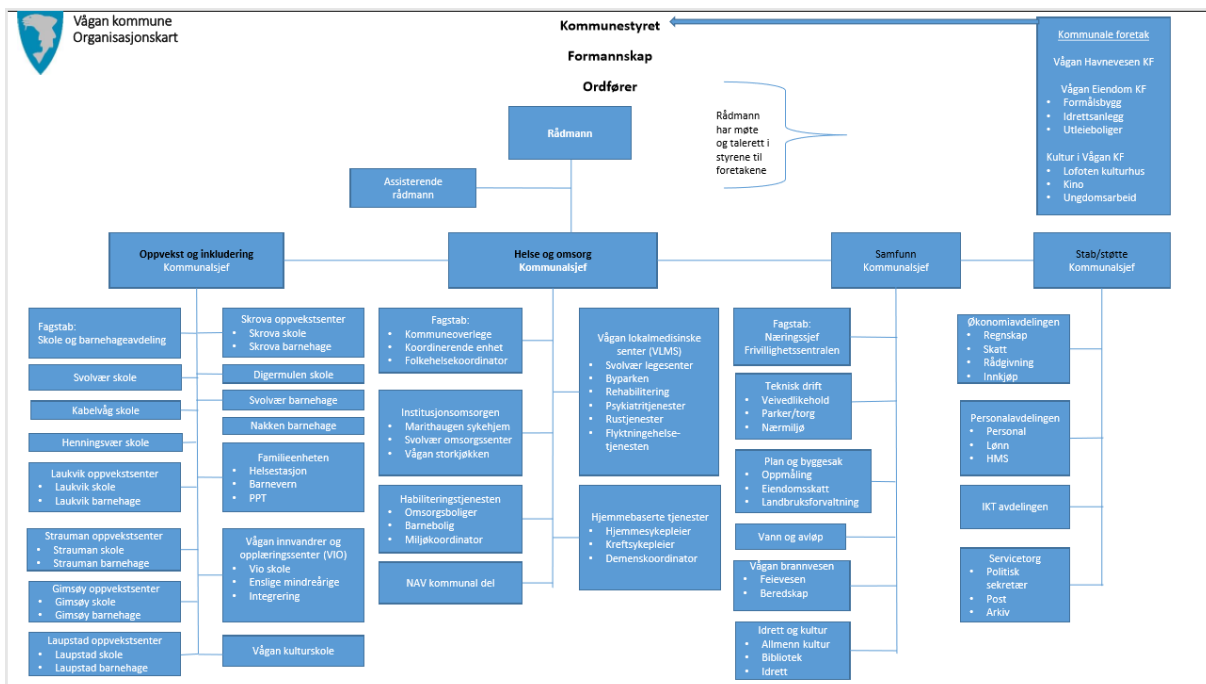 Vågan kommune
Organisasjonskart
Kommunestyret
Formannskap
Ordfører
Rådmann
Assisterende
rådmann
Rådmann
har møte
og talerett i
styrene til
foretakene
Kommunale foretak
Vågan Havnevesen KF
Vågan Eiendom KF
• Formålsbygg
• Idrettsanlegg
• Utleieboliger
Kultur i Vågan KF
• Lofoten kulturhus
• Kino
• Ungdomsarbeid
Oppvekst og inkludering
Kommunalsjef
Helse og omsorg
Kommunalsjef
Samfunn
Kommunalsjef
Stab/støtte
Kommunalsjef
Fagstab:
Skole og barnehageavdeling
Svolvær skole
Kabelvåg skole
Henningsvær skole
Laukvik oppvekstsenter
• Laukvik skole
• Laukvik barnehage
Strauman oppvekstsenter
• Strauman skole
• Strauman barnehage
Gimsøy oppvekstsenter
• Gimsøy skole
• Gimsøy barnehage
Laupstad oppvekstsenter
• Laupstad skole
• Laupstad barnehage
Skrova oppvekstsenter
• Skrova skole
• Skrova barnehage
Digermulen skole
Svolvær barnehage
Nakken barnehage
Familieenheten
• Helsestasjon
• Barnevern
• PPT
Vågan innvandrer og
opplæringssenter (VIO)
• Vio skole
• Enslige mindreårige
• Integrering
Vågan kulturskole
Fagstab:
• Kommuneoverlege
• Koordinerende enhet
• Folkehelsekoordinator
Institusjonsomsorgen
• Marithaugen sykehjem
• Svolvær omsorgssenter
• Vågan storkjøkken
Habiliteringstjenesten
• Omsorgsboliger
• Barnebolig
• Miljøkoordinator
NAV kommunal del
Vågan lokalmedisinske
senter (VLMS)
• Svolvær legesenter
• Byparken
• Rehabilitering
• Psykiatritjenester
• Rustjenester
• Flyktningehelse-
tjenesten
Hjemmebaserte tjenester
• Hjemmesykepleier
• Kreftsykepleier
• Demenskoordinator
Fagstab:
Næringssjef
Frivillighetssentralen
Teknisk drift
• Veivedlikehold
• Parker/torg
• Nærmiljø
Plan og byggesak
• Oppmåling
• Eiendomsskatt
• Landbruksforvaltning
Vann og avløp
Vågan brannvesen
• Feievesen
• Beredskap
Idrett og kultur
• Allmenn kultur
• Bibliotek
• Idrett
Økonomiavdelingen
• Regnskap
• Skatt
• Rådgivning
• Innkjøp
Personalavdelingen
• Personal
• Lønn
• HMS
IKT avdelingen
Servicetorg
• Politisk
sekretær
• Post
• Arkiv